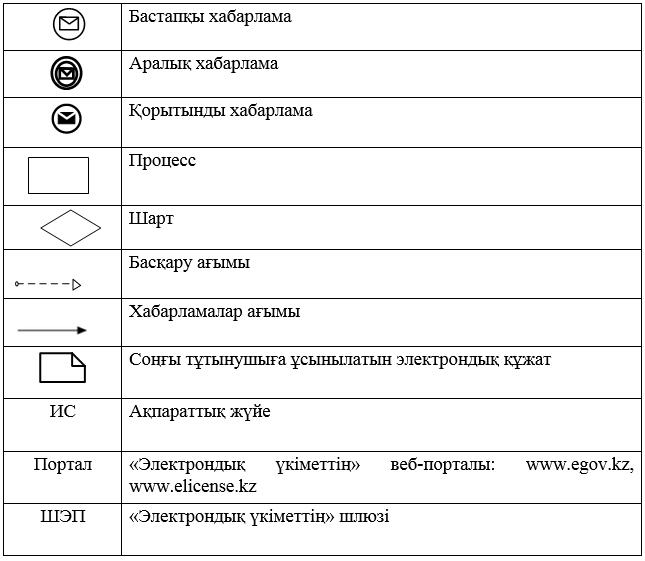 Бастапқы хабарлама
Аралық хабарлама
Қорытынды хабарлама
Процесс
Шарт
Басқару ағымы
Хабарламалар ағымы
Соңғы тұтынушыға ұсынылатын электрондық құжат
ИС Ақпараттық жүйе
Портал «Электрондық үкіметтің» веб-порталы: www.egov.kz,
www.elicense.kz
ШЭП «Электрондық үкіметтің» шлюзі